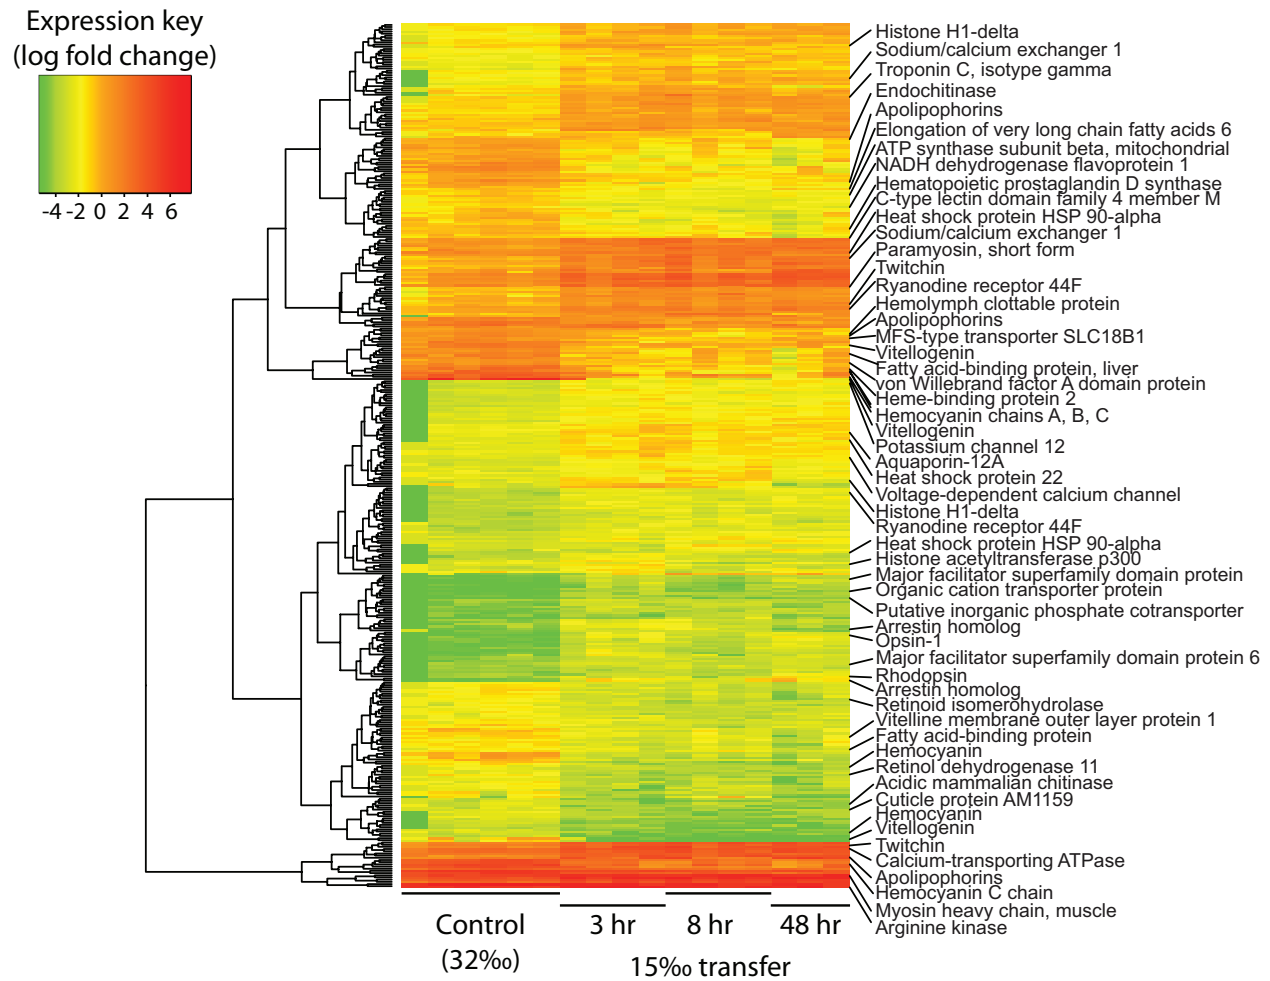 Expression key
(log fold change)
-4 -2 0 2 4 6
Histone H1-delta
Sodium/calcium exchanger 1
Troponin C, isotype gamma
Endochitinase
Apolipophorins
Elongation of very long chain fatty acids 6
ATP synthase subunit beta, mitochondrial
NADH dehydrogenase flavoprotein 1
Hematopoietic prostaglandin D synthase
C-type lectin domain family 4 member M
Heat shock protein HSP 90-alpha
Sodium/calcium exchanger 1
Paramyosin, short form
Twitchin
Ryanodine receptor 44F
Hemolymph clottable protein
Apolipophorins
MFS-type transporter SLC18B1
Vitellogenin
Fatty acid-binding protein, liver
von Willebrand factor A domain protein
Heme-binding protein 2
Hemocyanin chains A, B, C
Vitellogenin
Potassium channel 12
Aquaporin-12A
Heat shock protein 22
Voltage-dependent calcium channel
Histone H1-delta
Ryanodine receptor 44F
Heat shock protein HSP 90-alpha
Histone acetyltransferase p300
Major facilitator superfamily domain protein
Organic cation transporter protein
Putative inorganic phosphate cotransporter
Arrestin homolog
Opsin-1
Major facilitator superfamily domain protein 6
Rhodopsin
Arrestin homolog
Retinoid isomerohydrolase
Vitelline membrane outer layer protein 1
Fatty acid-binding protein
Hemocyanin
Retinol dehydrogenase 11
Acidic mammalian chitinase
Cuticle protein AM1159
Hemocyanin
Vitellogenin
Twitchin
Calcium-transporting ATPase
Apolipophorins
Hemocyanin C chain
Myosin heavy chain, muscle
Arginine kinase
Control 3 hr 8 hr 48 hr
(32‰)
15‰ transfer